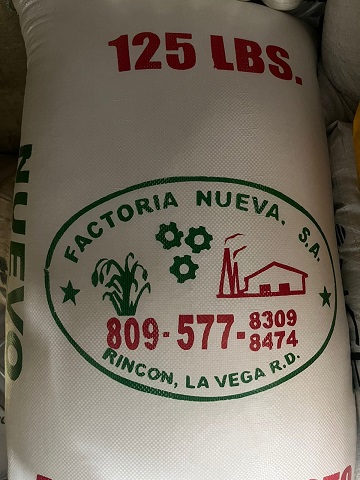 125 LBS.
NUEVO
FACTORIA NUEVA, S.A.
809-577-8309
8474
RINCON, LA VEGA R.D.